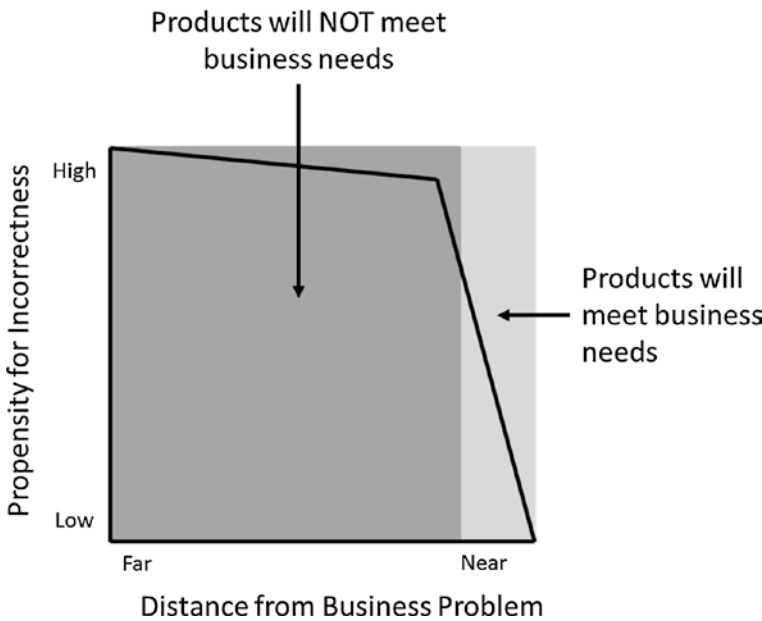 Products will NOT meet
business needs
High
Propensity for Incorrectness
Products will
meet business
needs
Low
Far
Near
Distance from Business Problem